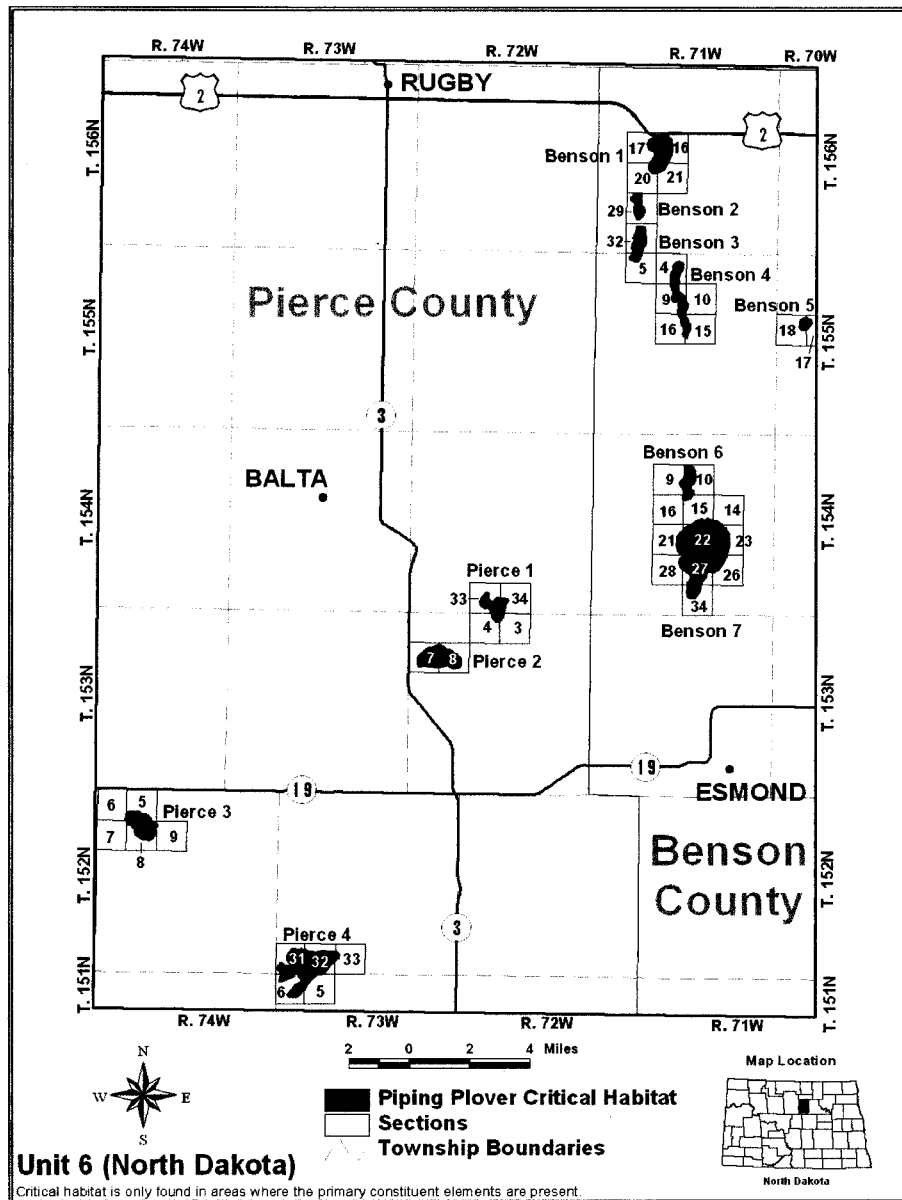 R. 74W R. 73W R. 72W R. 71W R. 70W
RUGBY
2
2
T. 156N
T. 156N
Benson 1
17 16
20 21
29
Benson 2
32
Benson 3
5 4
Benson 4
9 10
16 15
Benson 5
18
17
Pierce County
T. 155N
T. 155N
3
BALTA
T. 154N
T. 154N
Benson 6
9 10
16 15 14
21 22 23
28 27 26
34
Benson 7
Pierce 1
33 34
4 3
7 8
Pierce 2
T. 153N
T. 153N
19
19
ESMOND
6 5
Pierce 3
7 9
8
T. 152N
T. 152N
Benson
County
3
Pierce 4
31 32 33
6 5
T. 151N
T. 151N
R. 74W R. 73W R. 72W R. 71W
2 0 2 4 Miles
N
W E
S
Piping Plover Critical Habitat
Sections
Township Boundaries
Map Location
North Dakota
Unit 6 (North Dakota)
Critical habitat is only found in areas where the primary constituent elements are present.